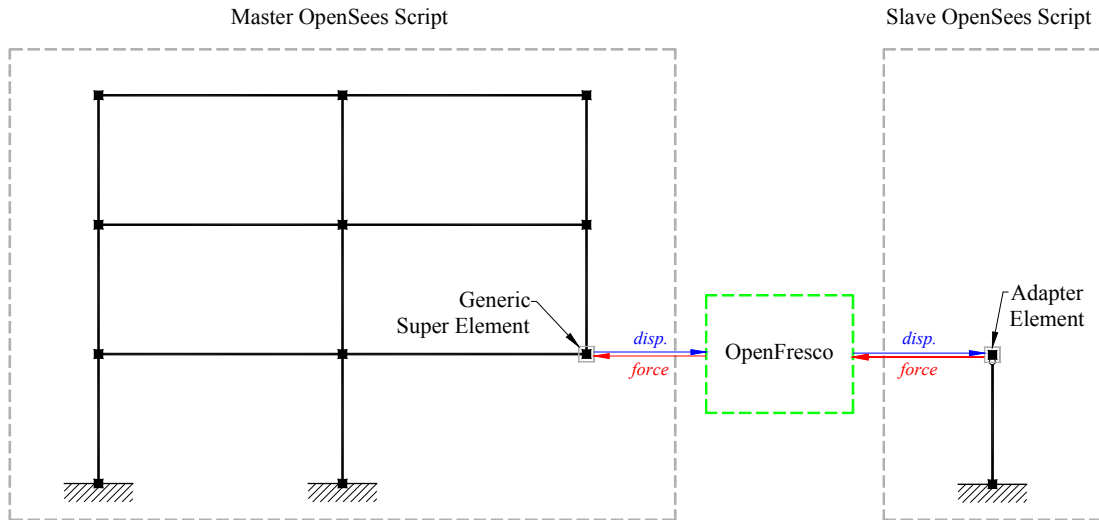 Master OpenSees Script
Slave OpenSees Script
Generic
Super Element
disp.
force
OpenFresco
disp.
force
Adapter
Element